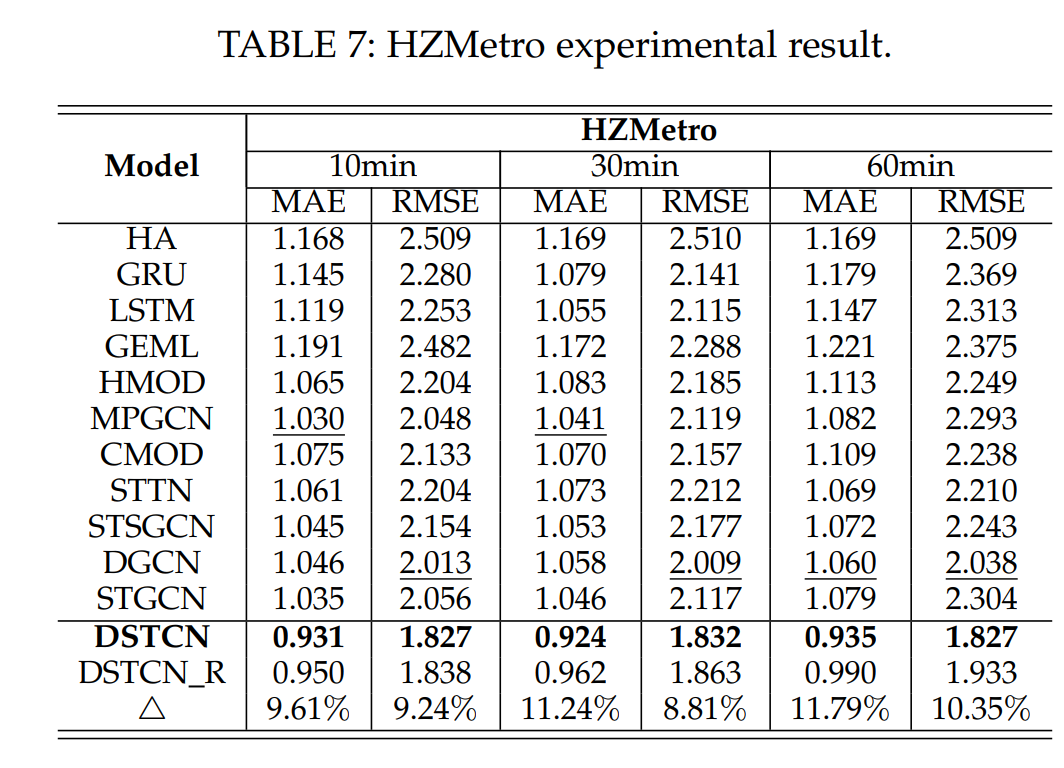 TABLE 7: HZMetro experimental result.
Model HZMetro
10min 30min 60min
MAE RMSE MAE RMSE MAE RMSE
HA 1.168 2.509 1.169 2.510 1.169 2.509
GRU 1.145 2.280 1.079 2.141 1.179 2.369
LSTM 1.119 2.253 1.055 2.115 1.147 2.313
GEML 1.191 2.482 1.172 2.288 1.221 2.375
HMOD 1.065 2.204 1.083 2.185 1.113 2.249
MPGCN 1.030 2.048 1.041 2.119 1.082 2.293
CMOD 1.075 2.133 1.070 2.157 1.109 2.238
STTN 1.061 2.204 1.073 2.212 1.069 2.210
STSGCN 1.045 2.154 1.053 2.177 1.072 2.243
DGCN 1.046 2.013 1.058 2.009 1.060 2.038
STGCN 1.035 2.056 1.046 2.117 1.079 2.304
DSTCN 0.931 1.827 0.924 1.832 0.935 1.827
DSTCN_R 0.950 1.838 0.962 1.863 0.990 1.933
△ 9.61% 9.24% 11.24% 8.81% 11.79% 10.35%